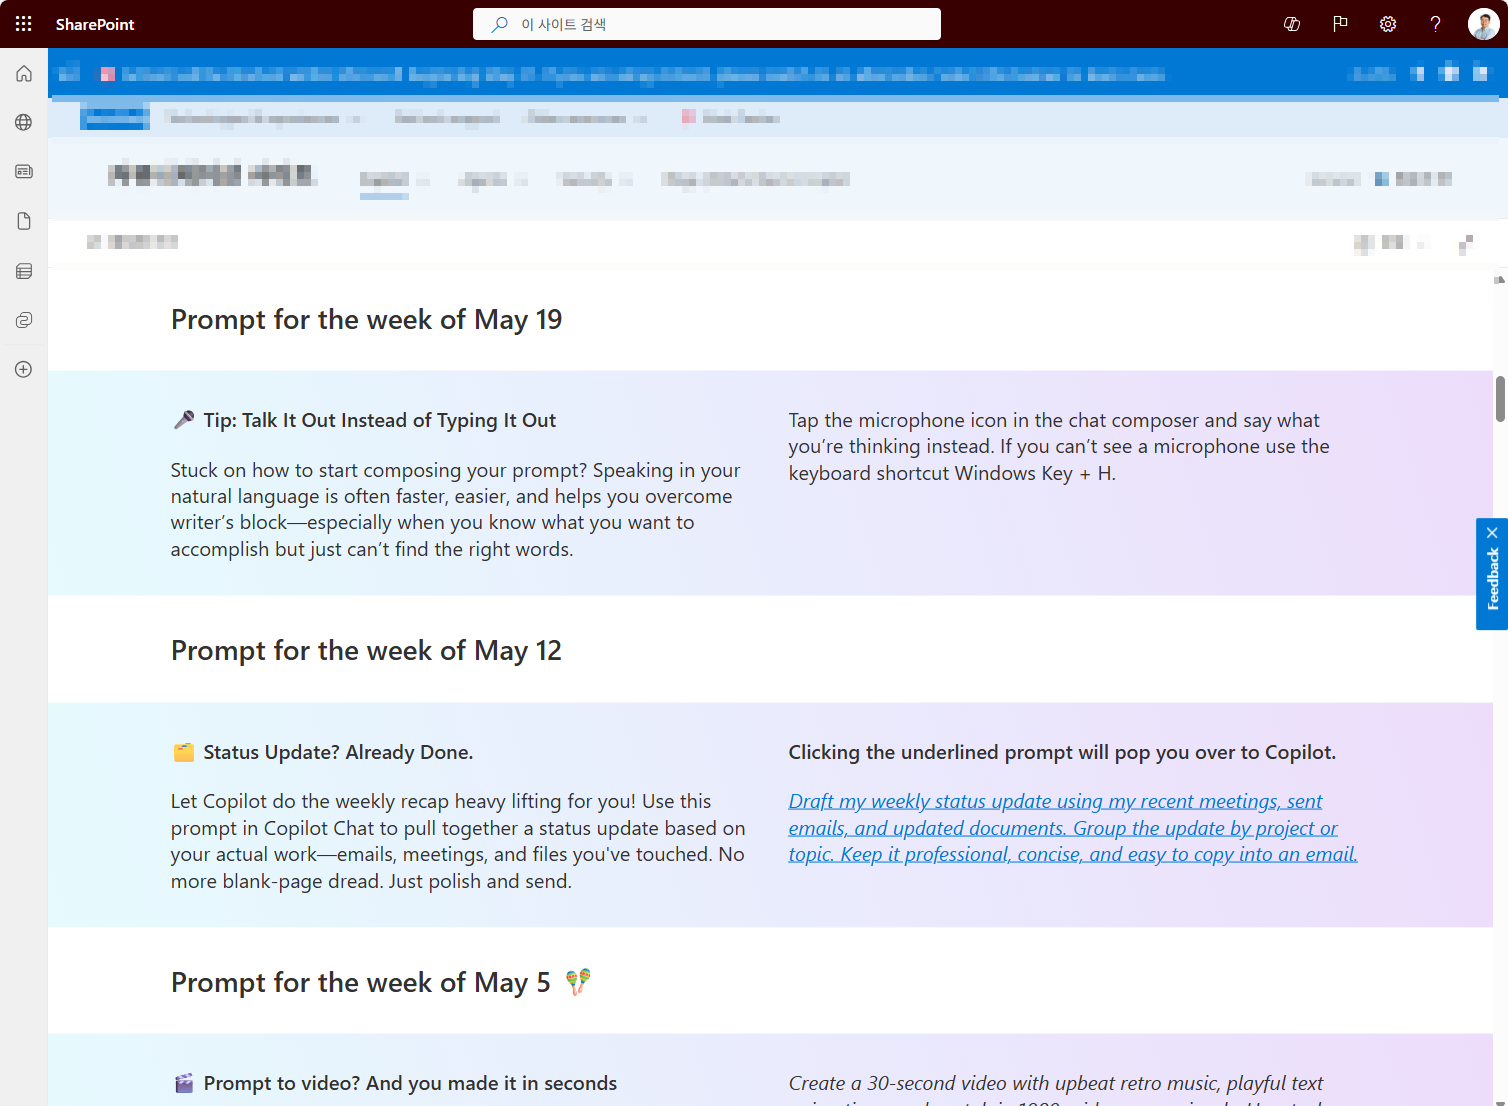 SharePoint
이 사이트 검색
Prompt for the week of May 19
Tip: Talk It Out Instead of Typing It Out
Stuck on how to start composing your prompt? Speaking in your
natural language is often faster, easier, and helps you overcome
writer’s block—especially when you know what you want to
accomplish but just can’t find the right words.
Tap the microphone icon in the chat composer and say what
you’re thinking instead. If you can’t see a microphone use the
keyboard shortcut Windows Key + H.
Feedback
Prompt for the week of May 12
Status Update? Already Done.
Let Copilot do the weekly recap heavy lifting for you! Use this
prompt in Copilot Chat to pull together a status update based on
your actual work—emails, meetings, and files you've touched. No
more blank-page dread. Just polish and send.
Clicking the underlined prompt will pop you over to Copilot.
Draft my weekly status update using my recent meetings, sent
emails, and updated documents. Group the update by project or
topic. Keep it professional, concise, and easy to copy into an email.
Prompt for the week of May 5
Prompt to video? And you made it in seconds
Create a 30-second video with upbeat retro music, playful text